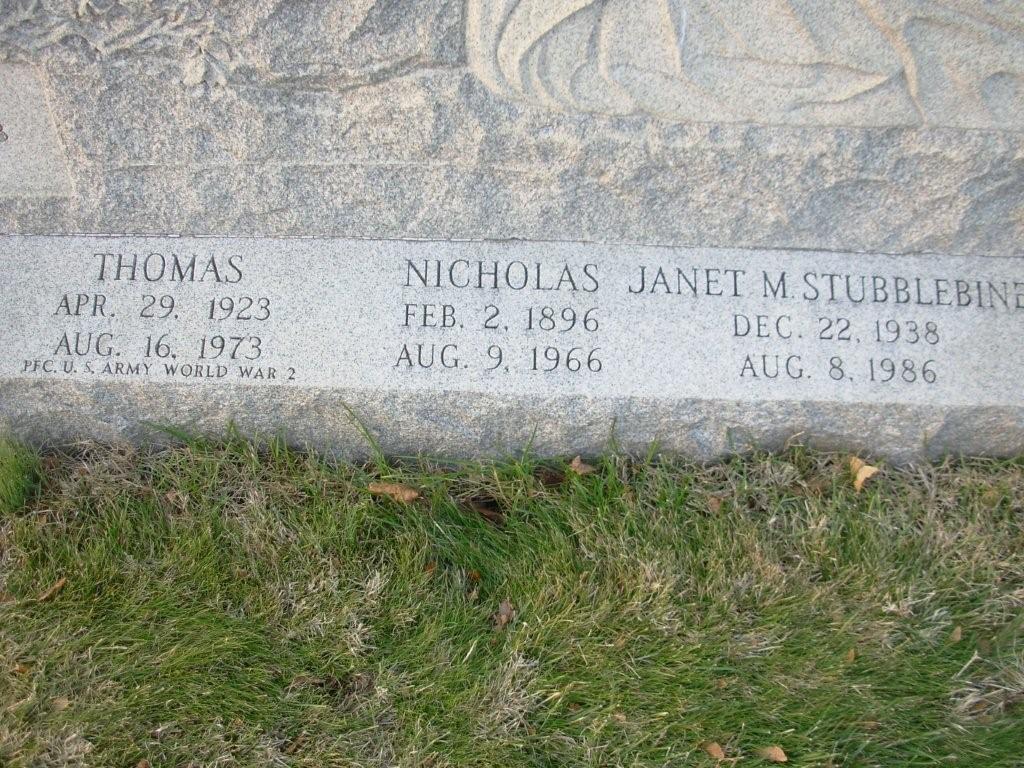 THOMAS
APR. 29, 1923
AUG. 16, 1973
PFC. U. S. ARMY WORLD WAR 2
NICHOLAS
FEB. 2, 1896
AUG. 9, 1966
JANET M. STUBBLEBINE
DEC. 22, 1938
AUG. 8, 1986